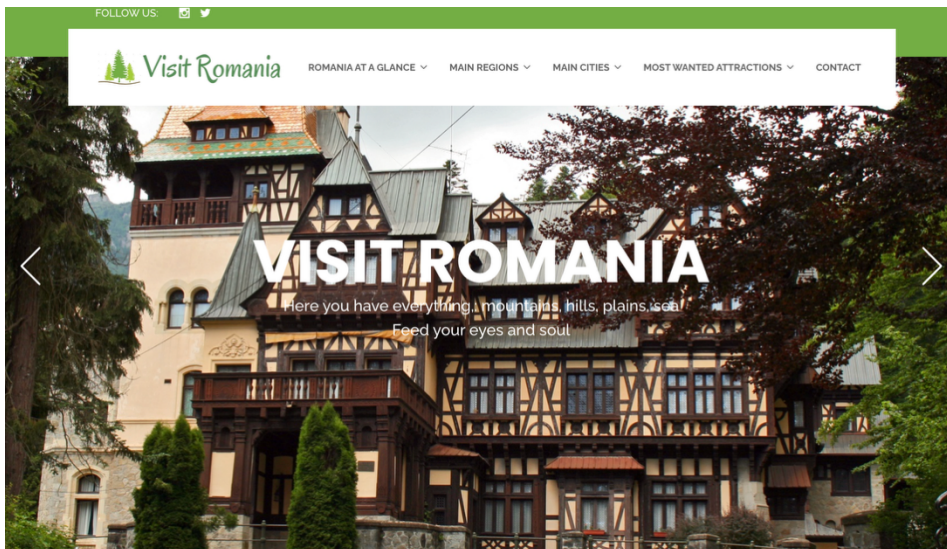 FOLLOW US:
Visit Romania
ROMANIA AT A GLANCE MAIN REGIONS MAIN CITIES MOST WANTED ATTRACTIONS CONTACT
VISIT ROMANIA
Here you have everything, mountains, hills, plains, sea
Feed your eyes and soul